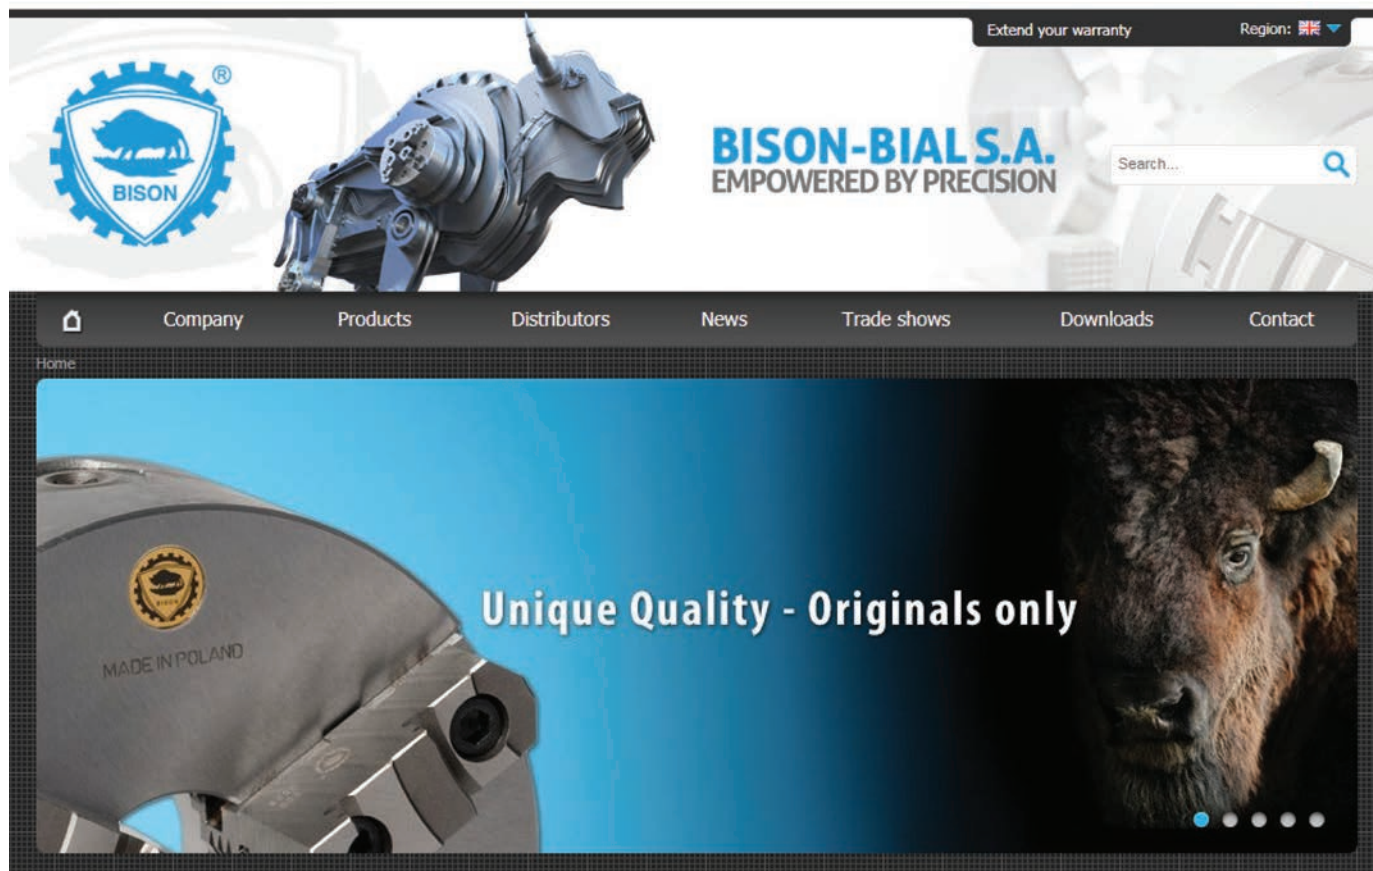 Extend your warranty
Region:
®
BISON
BISON-BIAL S.A.
EMPOWERED BY PRECISION
Search...
Company
Products
Distributors
News
Trade shows
Downloads
Contact
Home
BISON
MADE IN POLAND
Unique Quality - Originals only